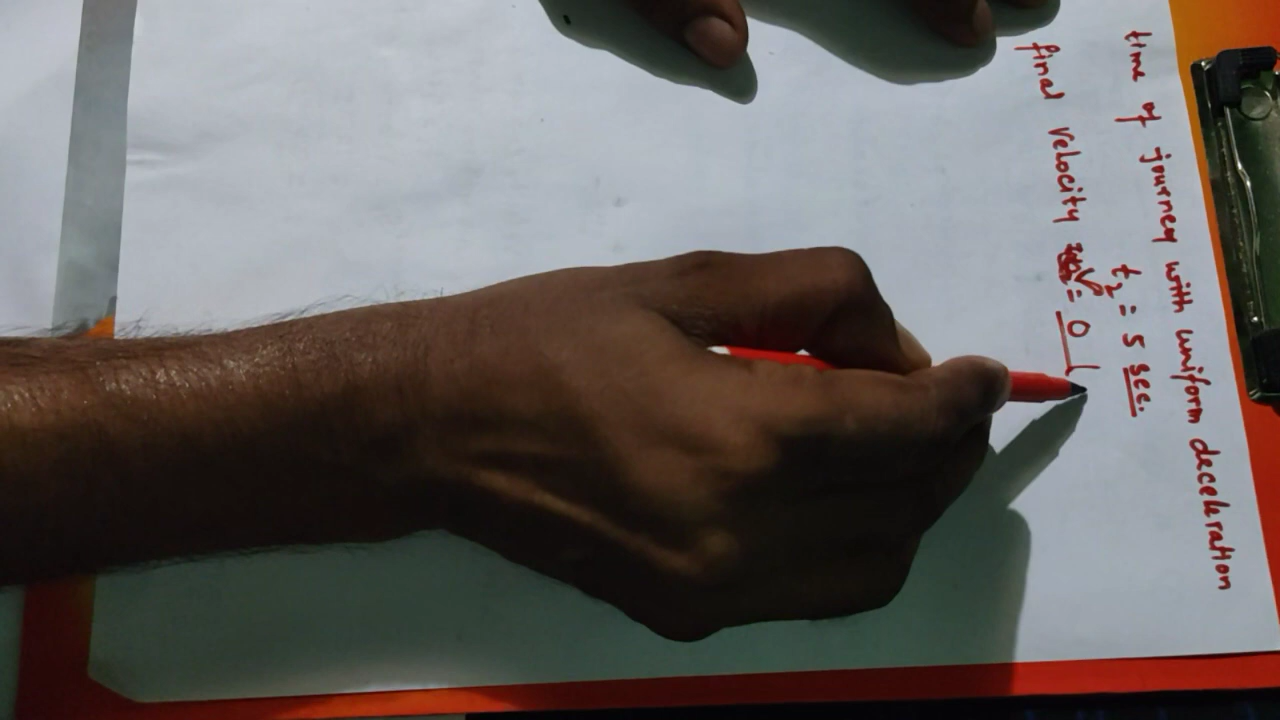 time of journey with uniform deceleration
t₂ = 5 sec.
final velocity v = 0